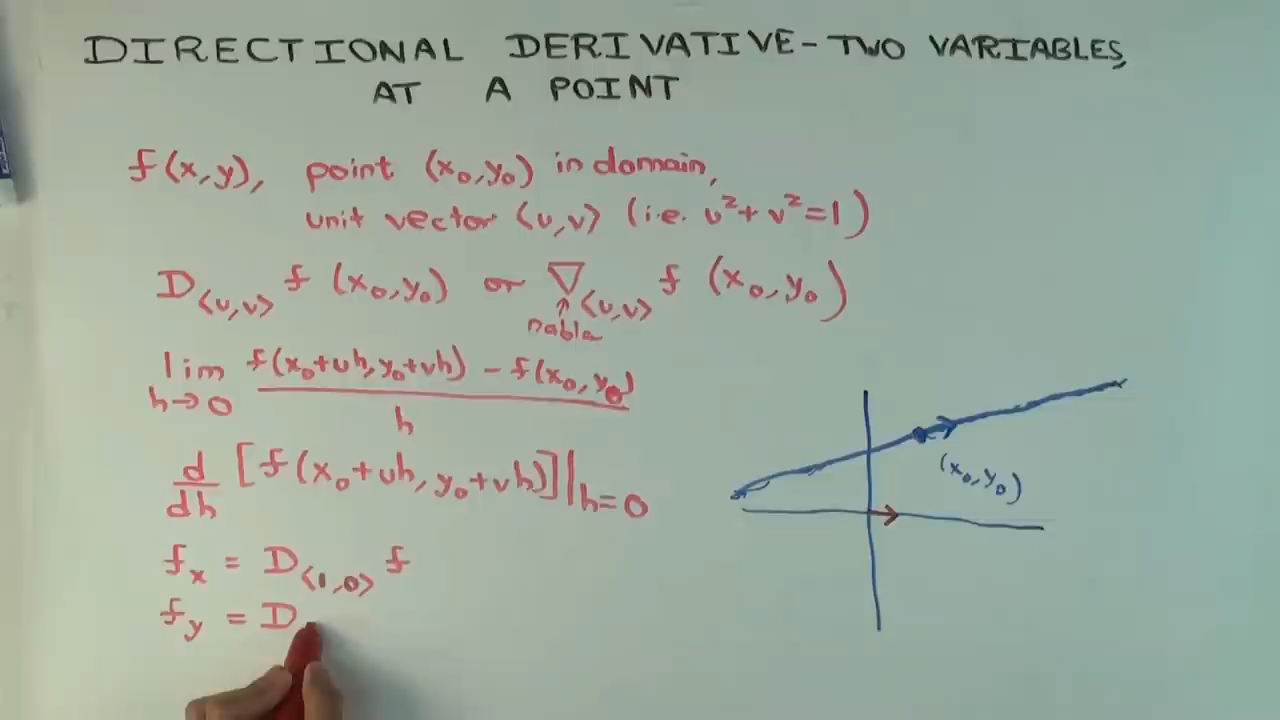 DIRECTIONAL DERIVATIVE - TWO VARIABLES,
AT A POINT
f(x,y), point (x₀,y₀) in domain,
unit vector ⟨u,v⟩ (i.e. u²+v²=1)
D⟨u,v⟩ f (x₀,y₀) or ∇⟨u,v⟩ f (x₀,y₀)
↑
nabla
lim h→0 f(x₀+uh,y₀+vh) - f(x₀,y₀) / h
d/dh [f(x₀+uh,y₀+vh)]|h=0
fₓ = D⟨1,0⟩ f
f_y = D
(x₀,y₀)